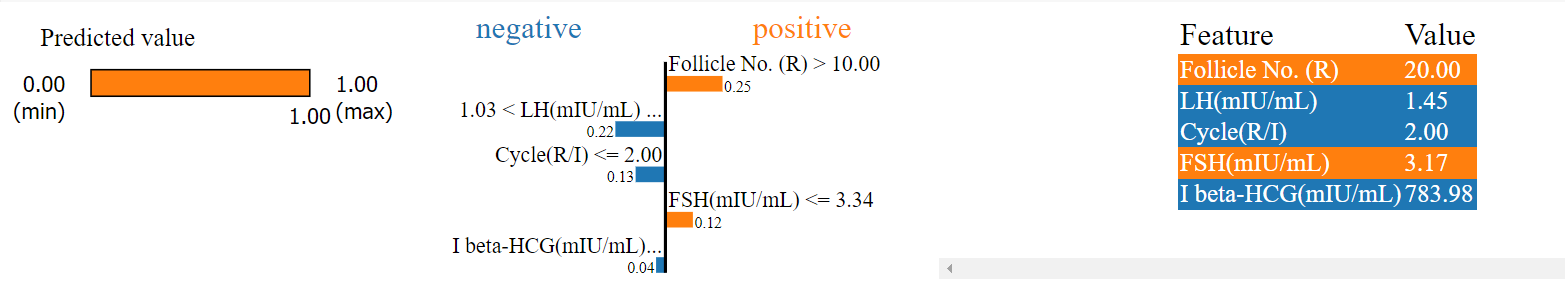 Predicted value
0.00
(min)
1.00
1.00
(max)
negative
positive
Follicle No. (R) > 10.00
0.25
1.03 < LH(mIU/mL) ...
0.22
Cycle(R/I) <= 2.00
0.13
FSH(mIU/mL) <= 3.34
0.12
I beta-HCG(mIU/mL)...
0.04
Feature Value
Follicle No. (R) 20.00
LH(mIU/mL) 1.45
Cycle(R/I) 2.00
FSH(mIU/mL) 3.17
I beta-HCG(mIU/mL) 783.98